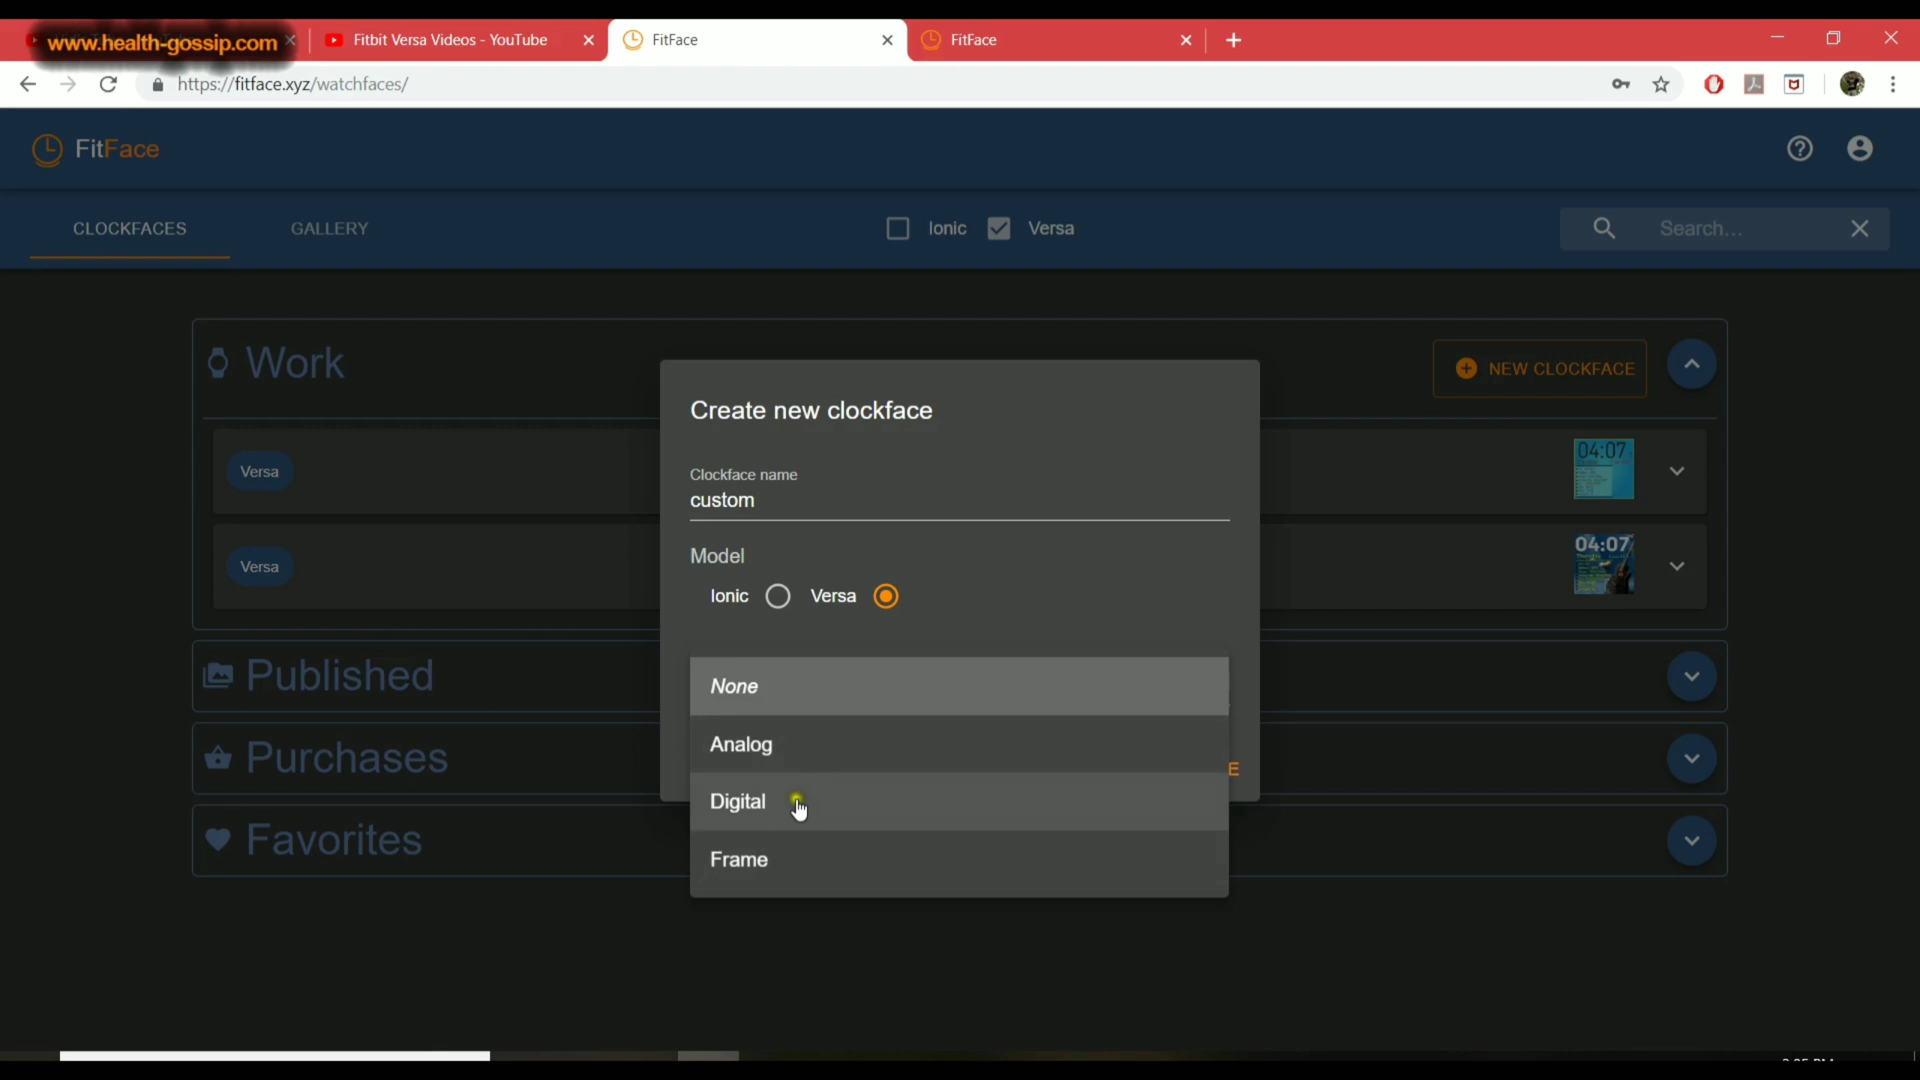 www.health-gossip.com
Fitbit Versa Videos - YouTube
FitFace
FitFace
https://fitface.xyz/watchfaces/
FitFace
CLOCKFACES
GALLERY
Ionic
Versa
Search...
Work
NEW CLOCKFACE
Create new clockface
Clockface name
custom
Model
Ionic
Versa
Versa
04:07
Versa
04:07
None
Analog
Digital
Frame
E
Published
Purchases
Favorites